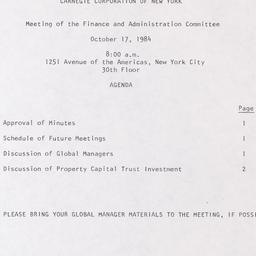 CARNEGIE CORPORATION OF NEW YORK
Meeting of the Finance and Administration Committee
October 17, 1984
8:00 a.m.
1251 Avenue of the Americas, New York City
30th Floor
AGENDA
Page
Approval of Minutes 1
Schedule of Future Meetings 1
Discussion of Global Managers 1
Discussion of Property Capital Trust Investment 2
PLEASE BRING YOUR GLOBAL MANAGER MATERIALS TO THE MEETING, IF